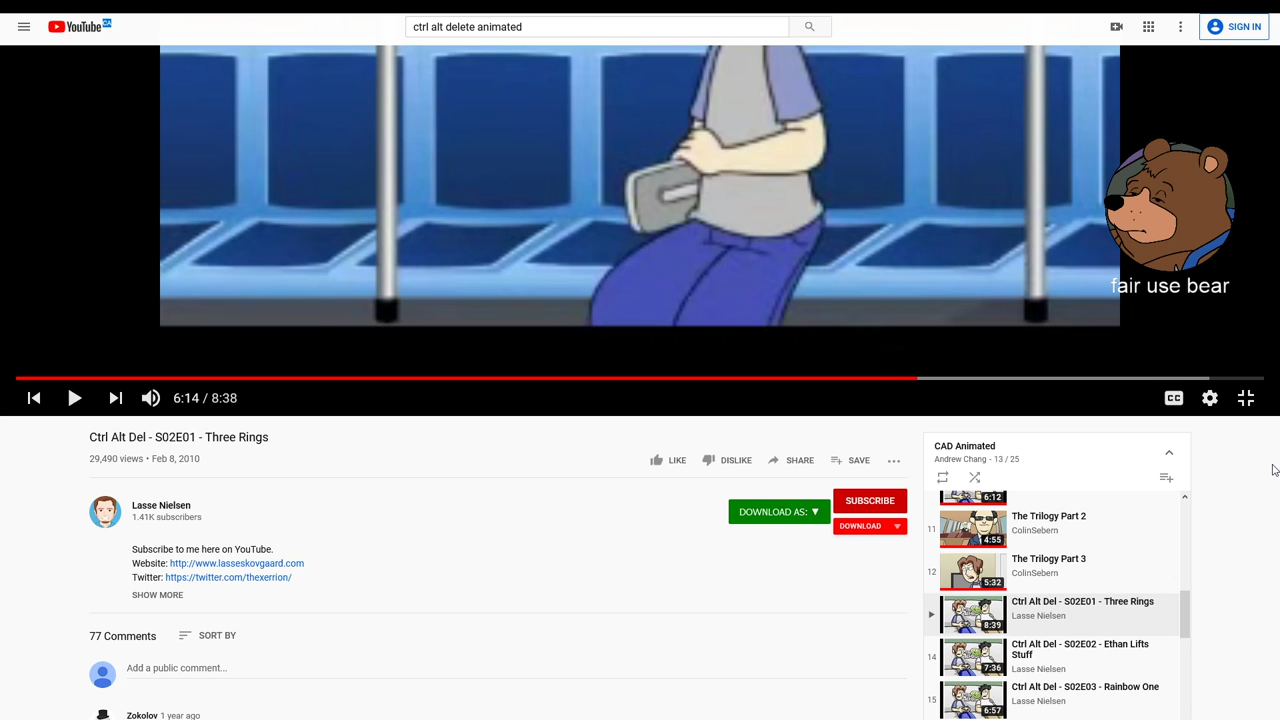 YouTube CA
ctrl alt delete animated
SIGN IN
fair use bear
6:14 / 8:38
CC
Ctrl Alt Del - S02E01 - Three Rings
29,490 views • Feb 8, 2010
LIKE DISLIKE SHARE SAVE
Lasse Nielsen
1.41K subscribers
DOWNLOAD AS: ▼
SUBSCRIBE
DOWNLOAD
Subscribe to me here on YouTube.
Website: http://www.lasseskovgaard.com
Twitter: https://twitter.com/thexerrion/
SHOW MORE
77 Comments
SORT BY
Add a public comment...
Zokolov 1 year ago
CAD Animated
Andrew Chang - 13 / 25
6:12
11
4:55
The Trilogy Part 2
ColinSebern
12
5:32
The Trilogy Part 3
ColinSebern
8:39
Ctrl Alt Del - S02E01 - Three Rings
Lasse Nielsen
14
7:36
Ctrl Alt Del - S02E02 - Ethan Lifts
Stuff
Lasse Nielsen
15
6:57
Ctrl Alt Del - S02E03 - Rainbow One
Lasse Nielsen